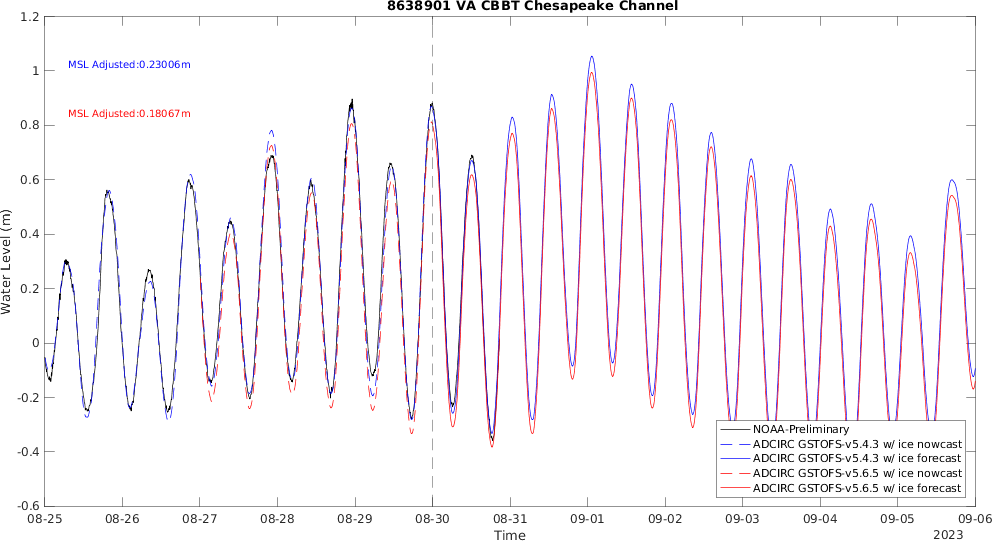 8638901 VA CBBT Chesapeake Channel
1.2
1
0.8
0.6
0.4
0.2
0
-0.2
-0.4
-0.6
Water Level (m)
MSL Adjusted:0.23006m
MSL Adjusted:0.18067m
NOAA-Preliminary
ADCIRC GSTOFS-v5.4.3 w/ ice nowcast
ADCIRC GSTOFS-v5.4.3 w/ ice forecast
ADCIRC GSTOFS-v5.6.5 w/ ice nowcast
ADCIRC GSTOFS-v5.6.5 w/ ice forecast
08-25 08-26 08-27 08-28 08-29 08-30 08-31 09-01 09-02 09-03 09-04 09-05 09-06
Time
2023